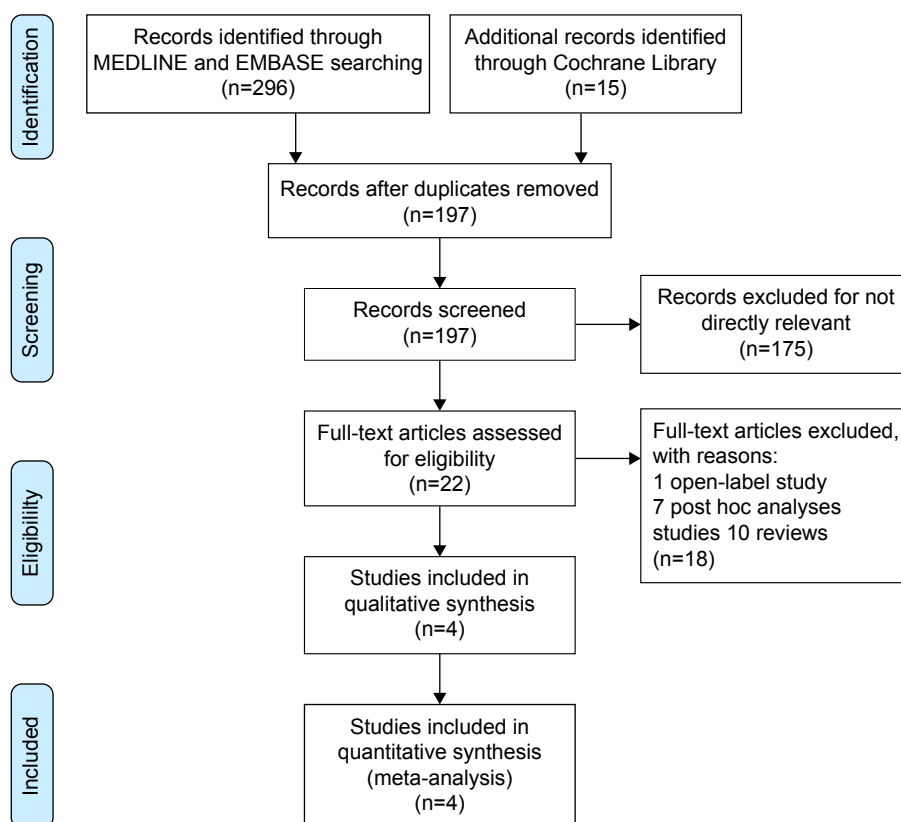 Identification
Records identified through
MEDLINE and EMBASE searching
(n=296)
Additional records identified
through Cochrane Library
(n=15)
Records after duplicates removed
(n=197)
Screening
Records screened
(n=197)
Records excluded for not
directly relevant
(n=175)
Eligibility
Full-text articles assessed
for eligibility
(n=22)
Full-text articles excluded,
with reasons:
1 open-label study
7 post hoc analyses
studies 10 reviews
(n=18)
Studies included in
qualitative synthesis
(n=4)
Included
Studies included in
quantitative synthesis
(meta-analysis)
(n=4)